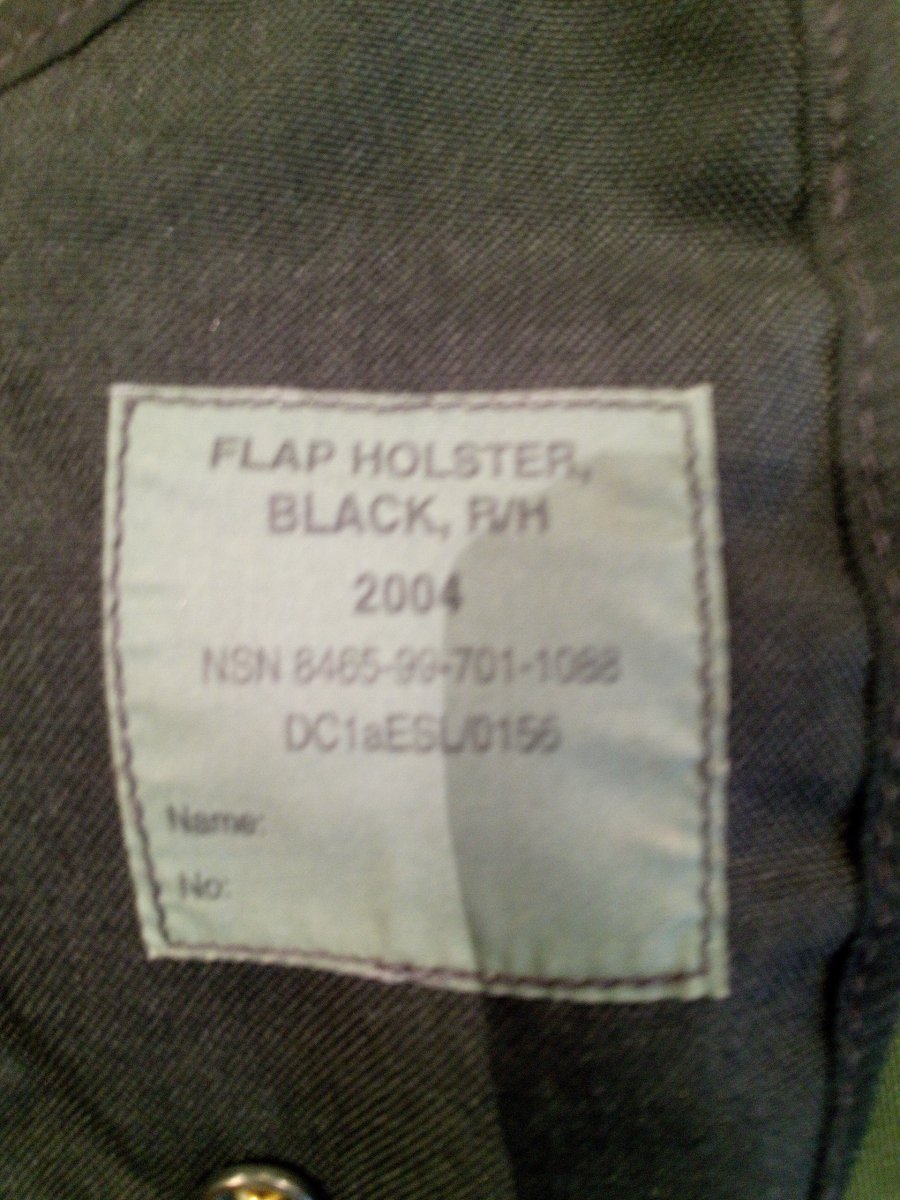 FLAP HOLSTER,
BLACK, R/H
2004
NSN 8465-99-701-1088
DC1aESL/0156
Name:
No: